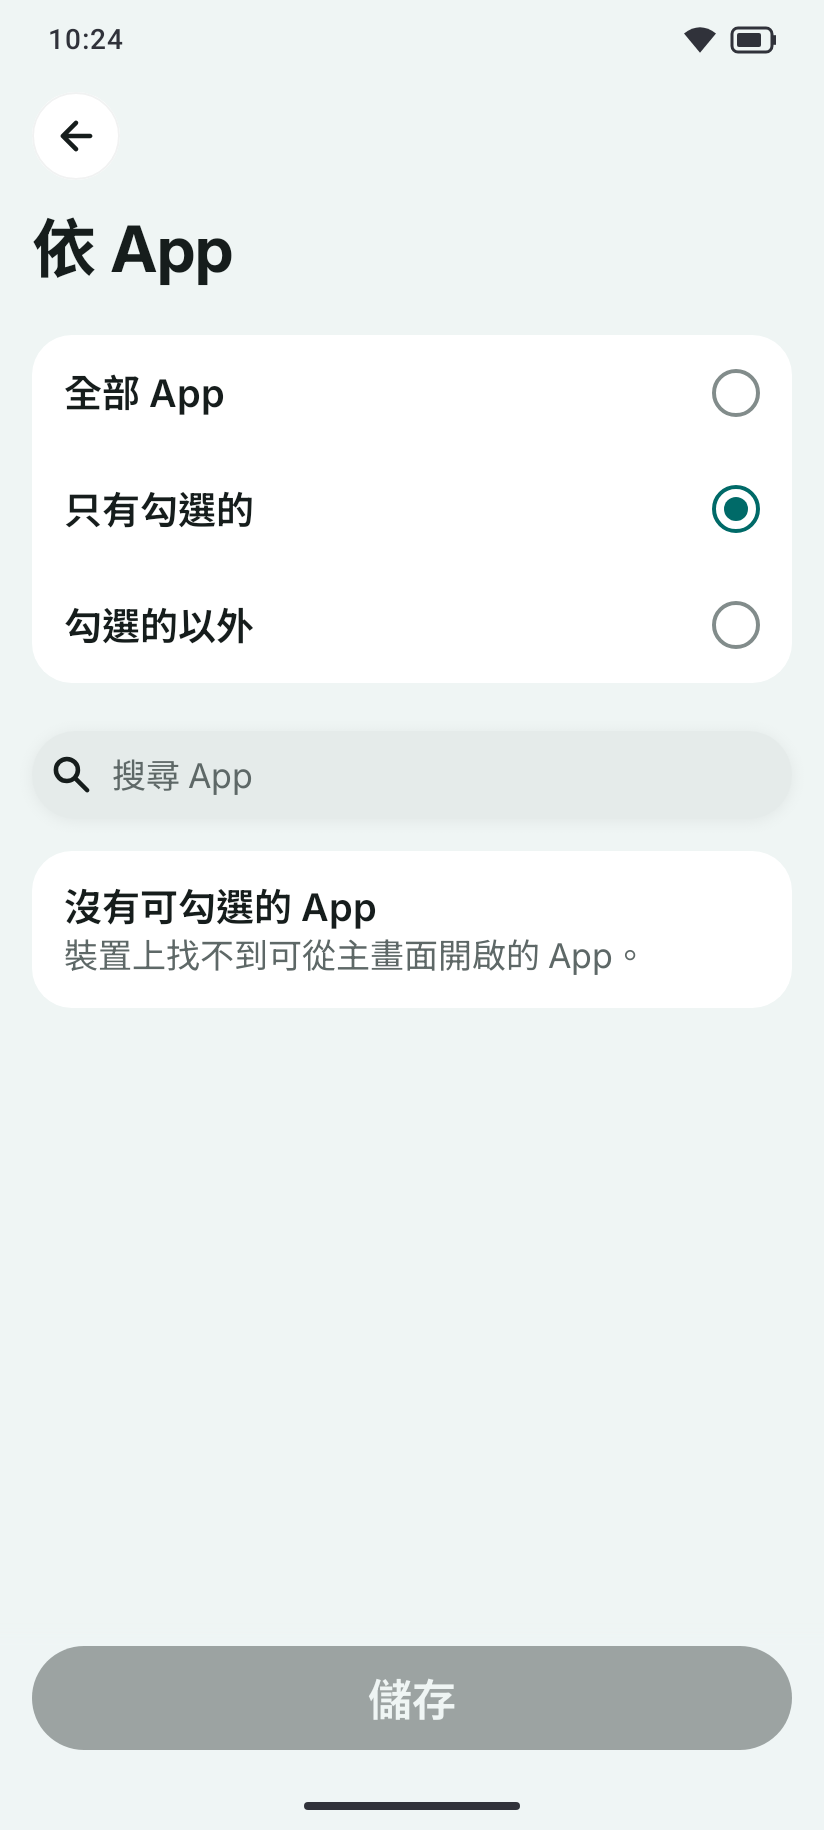 10:24
依 App
全部 App
只有勾選的
勾選的以外
搜尋 App
沒有可勾選的 App
裝置上找不到可從主畫面開啟的 App。
儲存